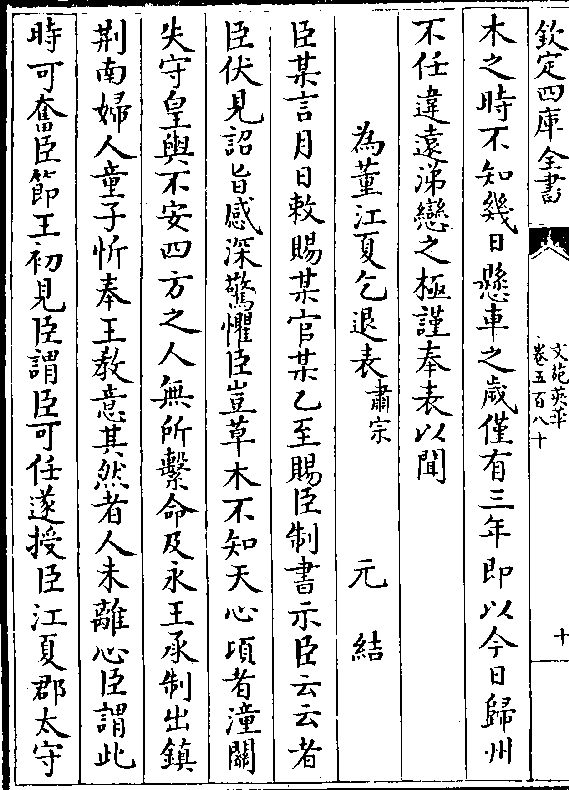 欽定四庫全書
文苑英華
卷五百八十
十
木之時不知幾日懸車之歲僅有三年即以今日歸州
不任違遠涕戀之極謹奉表以聞
為董江夏乞退表肅宗 元結
臣某言月日敕賜某官某乙至賜臣制書示臣云云者
臣伏見詔旨感深驚懼臣豈草木不知天心頃者潼關
失守皇輿不安四方之人無所繫命及永王承制出鎮
荆南婦人童子忻奉王教意其然者人未離心臣謂此
時可奮臣節王初見臣謂臣可任遂授臣江夏郡太守